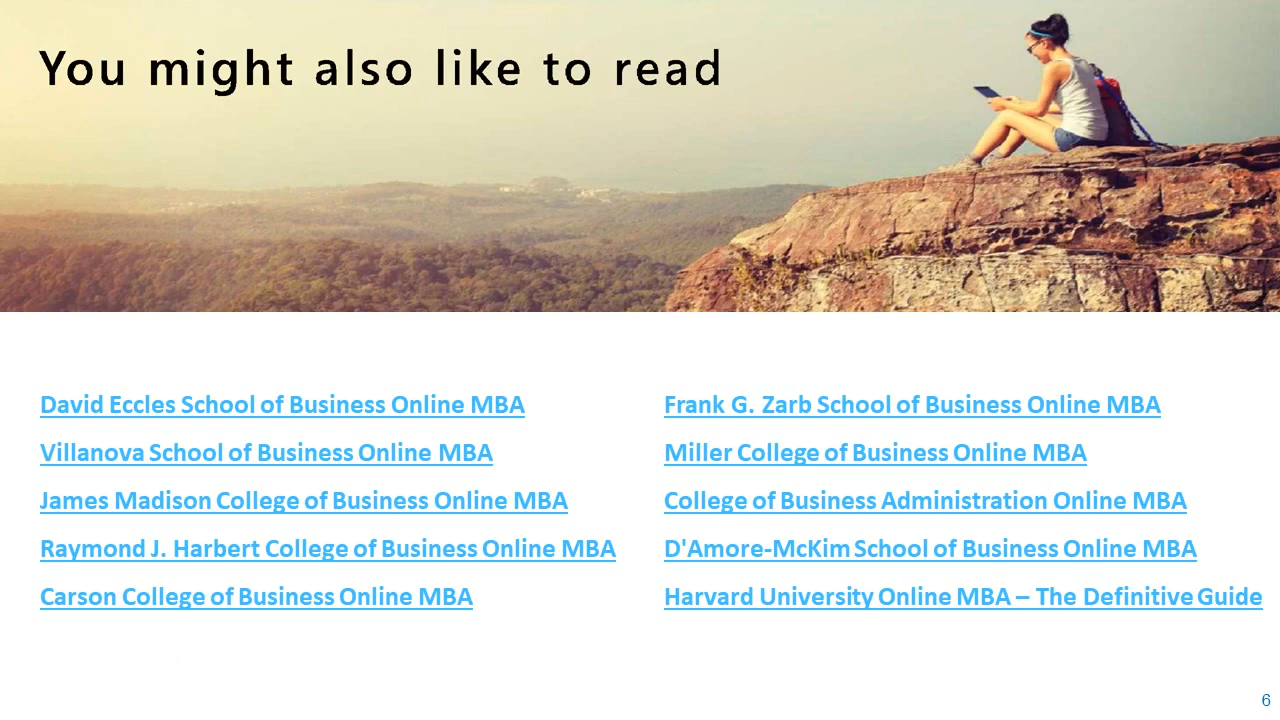 You might also like to read
David Eccles School of Business Online MBA
Villanova School of Business Online MBA
James Madison College of Business Online MBA
Raymond J. Harbert College of Business Online MBA
Carson College of Business Online MBA
Frank G. Zarb School of Business Online MBA
Miller College of Business Online MBA
College of Business Administration Online MBA
D'Amore-McKim School of Business Online MBA
Harvard University Online MBA – The Definitive Guide
6